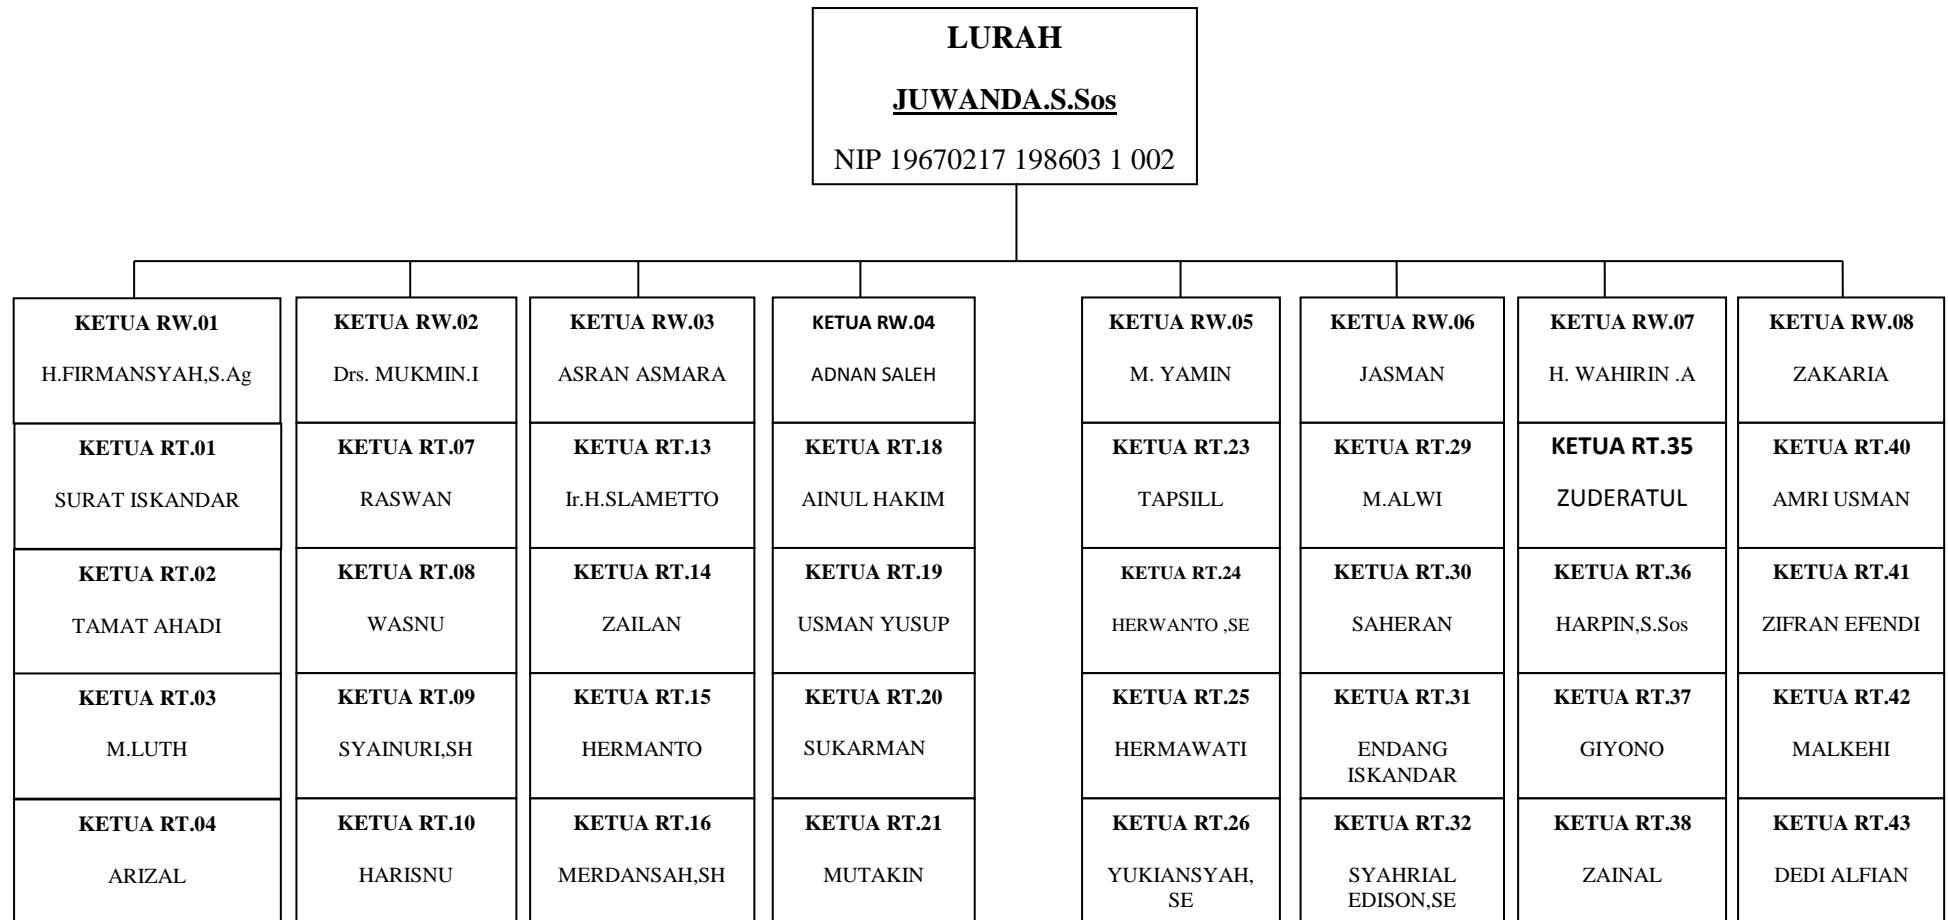 LURAH
JUWANDA.S.Sos
NIP 19670217 198603 1 002
KETUA RW.01
H.FIRMANSYAH,S.Ag
KETUA RT.01
SURAT ISKANDAR
KETUA RT.02
TAMAT AHADI
KETUA RT.03
M.LUTH
KETUA RT.04
ARIZAL
KETUA RW.02
Drs. MUKMIN.I
KETUA RT.07
RASWAN
KETUA RT.08
WASNU
KETUA RT.09
SYAINURI,SH
KETUA RT.10
HARISNU
KETUA RW.03
ASRAN ASMARA
KETUA RT.13
Ir.H.SLAMETTO
KETUA RT.14
ZAILAN
KETUA RT.15
HERMANTO
KETUA RT.16
MERDANSAH,SH
KETUA RW.04
ADNAN SALEH
KETUA RT.18
AINUL HAKIM
KETUA RT.19
USMAN YUSUP
KETUA RT.20
SUKARMAN
KETUA RT.21
MUTAKIN
KETUA RW.05
M. YAMIN
KETUA RT.23
TAPSILL
KETUA RT.24
HERWANTO ,SE
KETUA RT.25
HERMAWATI
KETUA RT.26
YUKIANSYAH,
SE
KETUA RW.06
JASMAN
KETUA RT.29
M.ALWI
KETUA RT.30
SAHERAN
KETUA RT.31
ENDANG
ISKANDAR
KETUA RT.32
SYAHRIAL
EDISON,SE
KETUA RW.07
H. WAHIRIN .A
KETUA RT.35
ZUDERATUL
KETUA RT.36
HARPIN,S.Sos
KETUA RT.37
GIYONO
KETUA RT.38
ZAINAL
KETUA RW.08
ZAKARIA
KETUA RT.40
AMRI USMAN
KETUA RT.41
ZIFRAN EFENDI
KETUA RT.42
MALKEHI
KETUA RT.43
DEDI ALFIAN